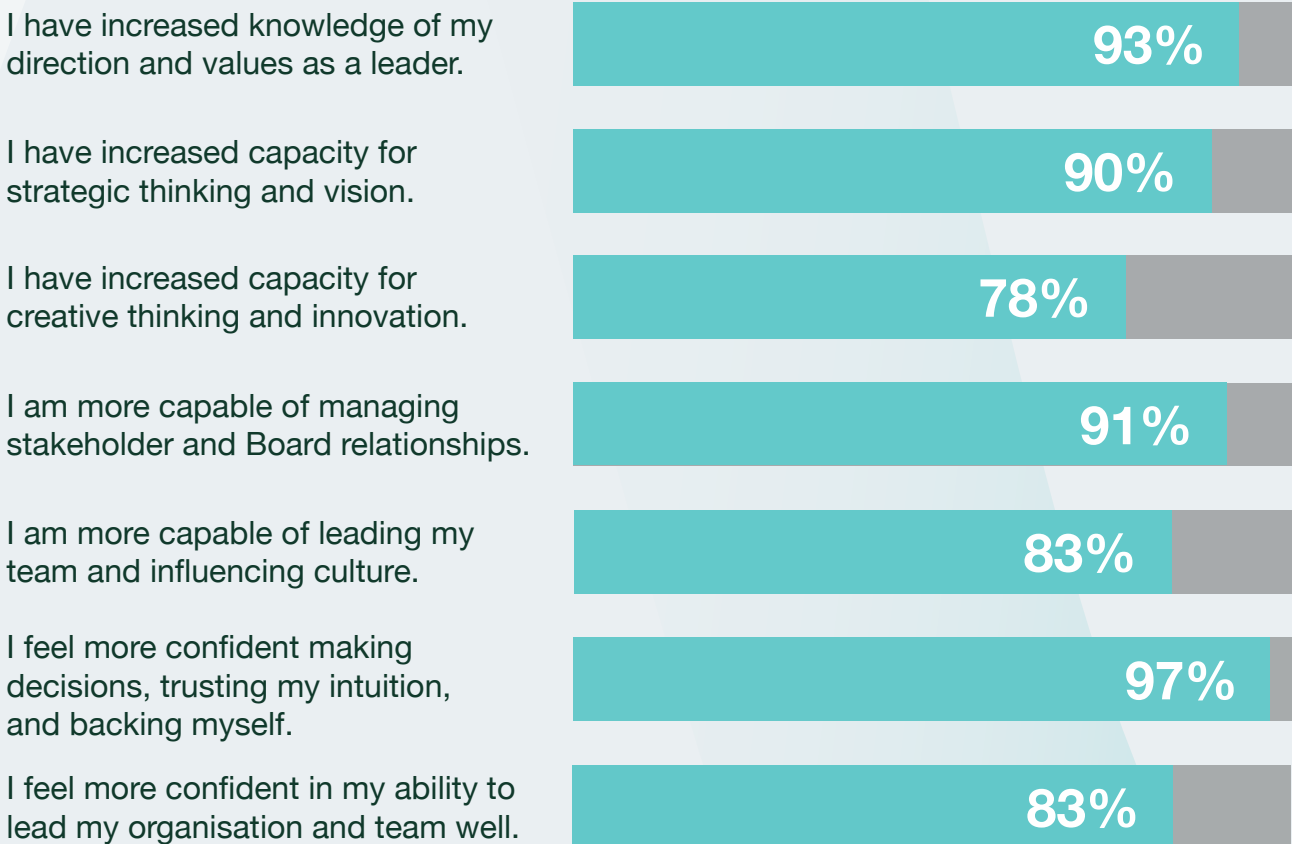 I have increased knowledge of my
direction and values as a leader.
93%
I have increased capacity for
strategic thinking and vision.
90%
I have increased capacity for
creative thinking and innovation.
78%
I am more capable of managing
stakeholder and Board relationships.
91%
I am more capable of leading my
team and influencing culture.
83%
I feel more confident making
decisions, trusting my intuition,
and backing myself.
97%
I feel more confident in my ability to
lead my organisation and team well.
83%